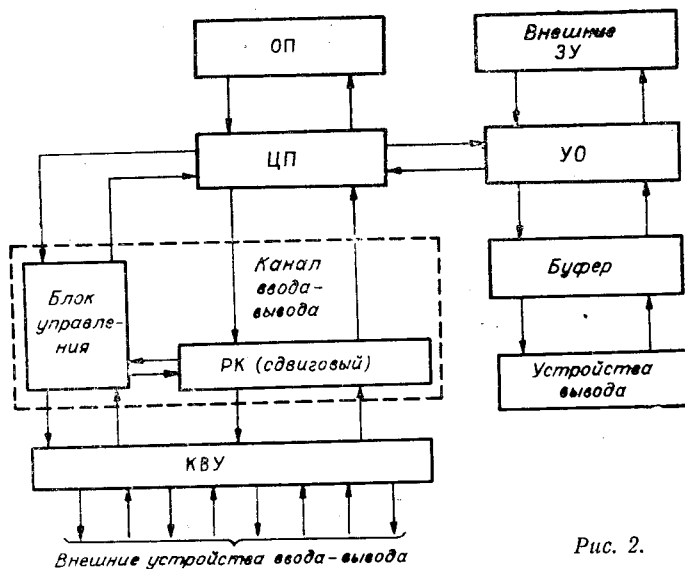 ОП
Внешние
ЗУ
ЦП
УО
Канал
ввода-
вывода
Блок
управле-
ния
РК (сдвиговый)
Буфер
Устройства
вывода
КВУ
Внешние устройства ввода-вывода
Рис. 2.